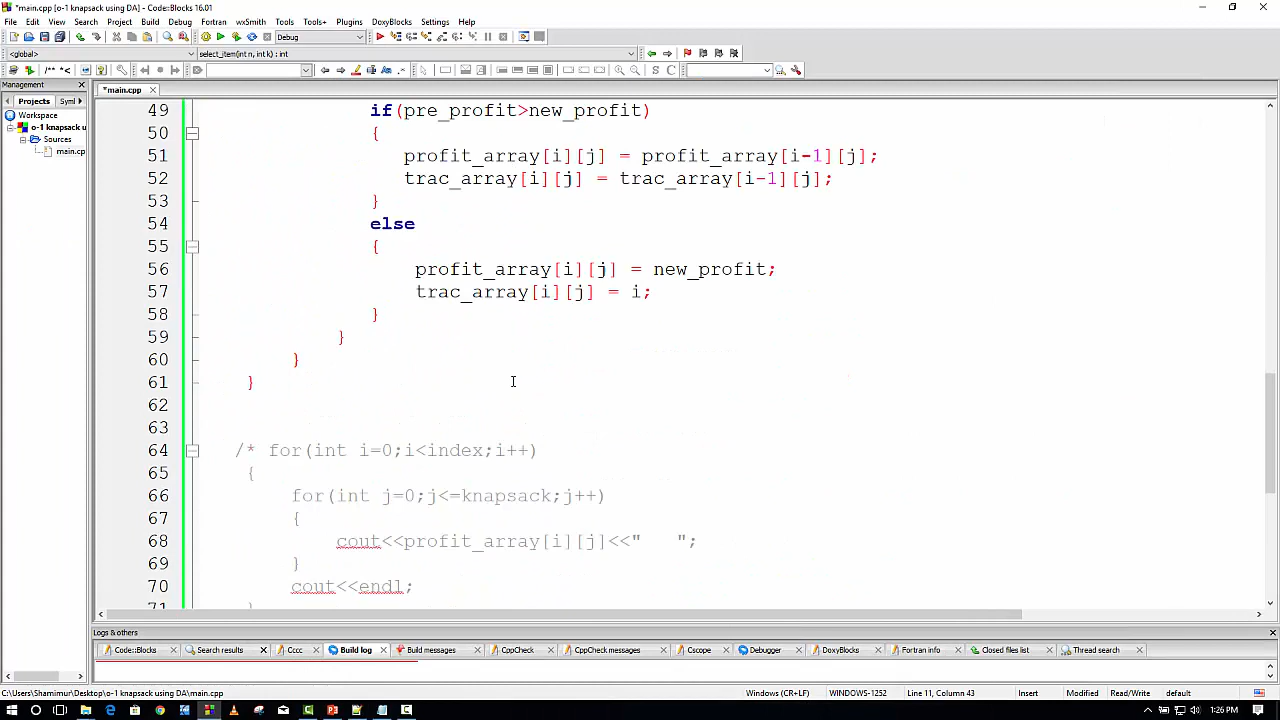 *main.cpp [o-1 knapsack using DA] - Code::Blocks 16.01
File Edit View Search Project Build Debug Fortran wxSmith Tools Tools+ Plugins DoxyBlocks Settings Help
Debug
<global> select_item(int n, int k) : int
/** *< S C
Management
*main.cpp
Projects Symbl
Workspace
o-1 knapsack u
Sources
main.cp
49 if(pre_profit>new_profit)
50 {
51 profit_array[i][j] = profit_array[i-1][j];
52 trac_array[i][j] = trac_array[i-1][j];
53 }
54 else
55 {
56 profit_array[i][j] = new_profit;
57 trac_array[i][j] = i;
58 }
59 }
60 }
61 }
62
63
64 /* for(int i=0;i<index;i++)
65 {
66 for(int j=0;j<=knapsack;j++)
67 {
68 cout<<profit_array[i][j]<<"   ";
69 }
70 cout<<endl;
71 }
Logs & others
Code::Blocks Search results Cccc Build log Build messages CppCheck CppCheck messages Cscope Debugger DoxyBlocks Fortran info Closed files list Thread search
C:\Users\Shamimur\Desktop\o-1 knapsack using DA\main.cpp Windows (CR+LF) WINDOWS-1252 Line 11, Column 43 Insert Modified Read/Write default
1:26 PM